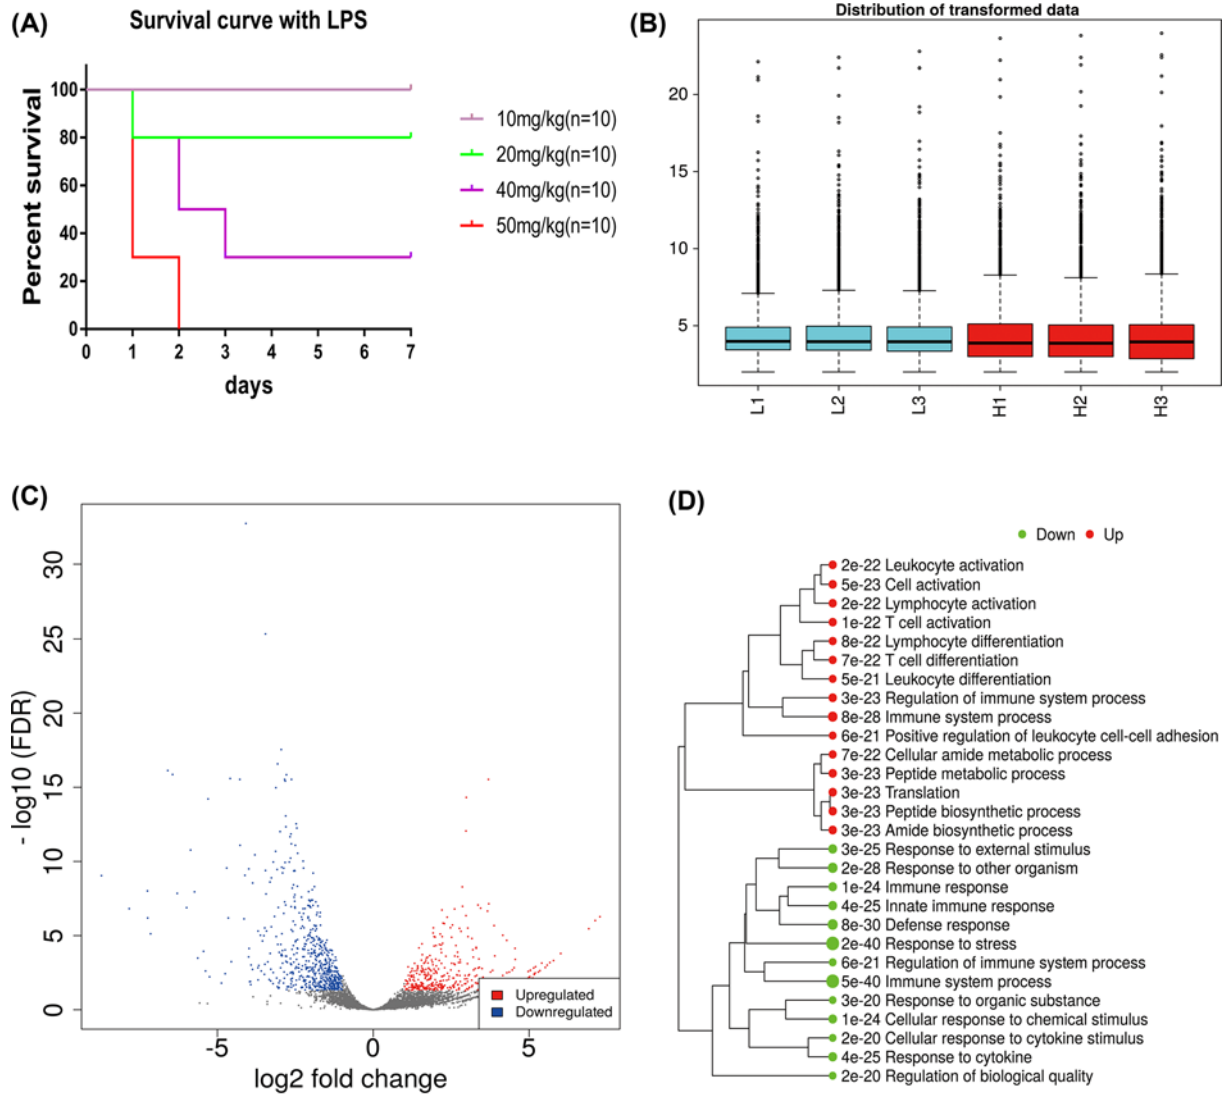 (A)
Survival curve with LPS
Percent survival
100
80
60
40
20
0
0 1 2 3 4 5 6 7
days
10mg/kg(n=10)
20mg/kg(n=10)
40mg/kg(n=10)
50mg/kg(n=10)
(B)
Distribution of transformed data
20
15
10
5
L1 L2 L3 H1 H2 H3
(C)
- log10 (FDR)
30
25
20
15
10
5
0
-5 0 5
log2 fold change
Upregulated
Downregulated
(D)
Down Up
2e-22 Leukocyte activation
5e-23 Cell activation
2e-22 Lymphocyte activation
1e-22 T cell activation
8e-22 Lymphocyte differentiation
7e-22 T cell differentiation
5e-21 Leukocyte differentiation
3e-23 Regulation of immune system process
8e-28 Immune system process
6e-21 Positive regulation of leukocyte cell-cell adhesion
7e-22 Cellular amide metabolic process
3e-23 Peptide metabolic process
3e-23 Translation
3e-23 Peptide biosynthetic process
3e-23 Amide biosynthetic process
3e-25 Response to external stimulus
2e-28 Response to other organism
1e-24 Immune response
4e-25 Innate immune response
8e-30 Defense response
2e-40 Response to stress
6e-21 Regulation of immune system process
5e-40 Immune system process
3e-20 Response to organic substance
1e-24 Cellular response to chemical stimulus
2e-20 Cellular response to cytokine stimulus
4e-25 Response to cytokine
2e-20 Regulation of biological quality